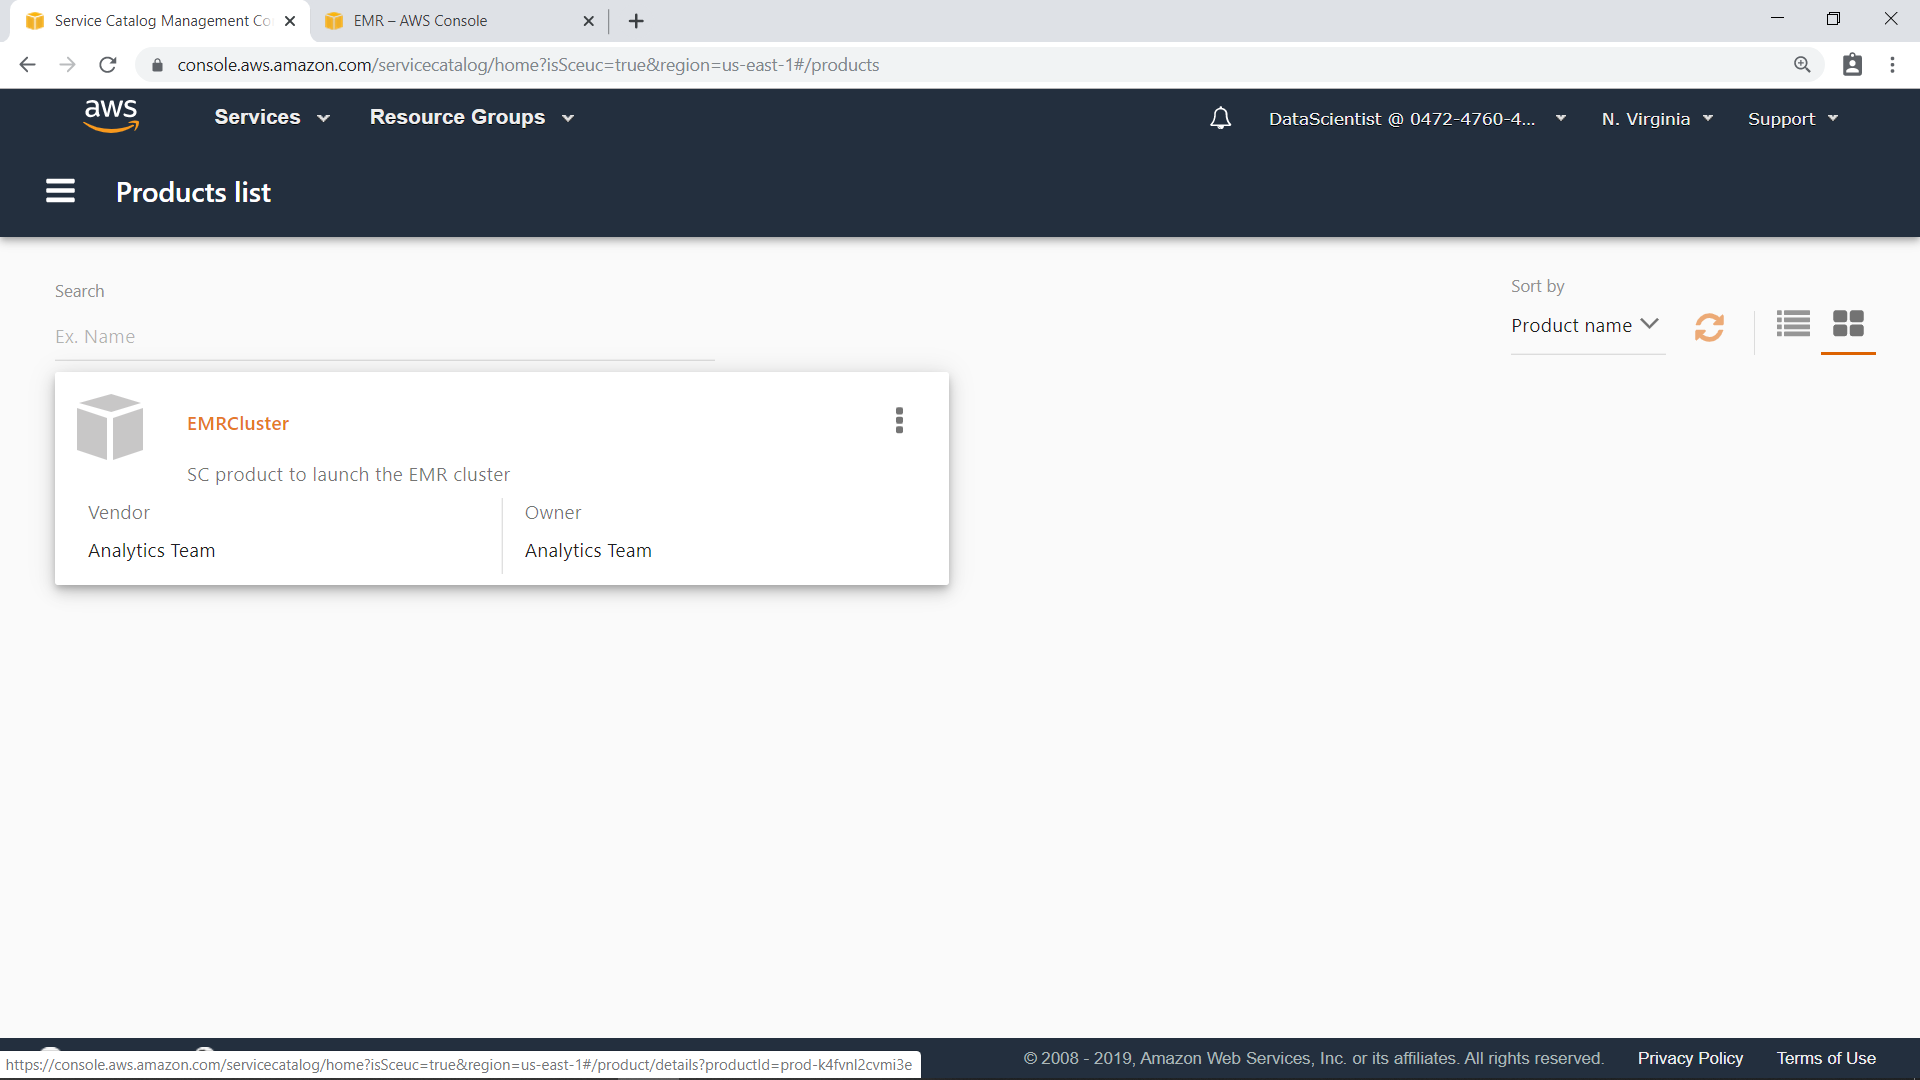 Service Catalog Management Co
EMR – AWS Console
console.aws.amazon.com/servicecatalog/home?isSceuc=true&region=us-east-1#/products
aws
Services
Resource Groups
DataScientist @ 0472-4760-4...
N. Virginia
Support
Products list
Search
Ex. Name
Sort by
Product name
EMRCluster
SC product to launch the EMR cluster
Vendor
Owner
Analytics Team
Analytics Team
© 2008 - 2019, Amazon Web Services, Inc. or its affiliates. All rights reserved.
Privacy Policy
Terms of Use
https://console.aws.amazon.com/servicecatalog/home?isSceuc=true&region=us-east-1#/product/details?productId=prod-k4fvnl2cvmi3e